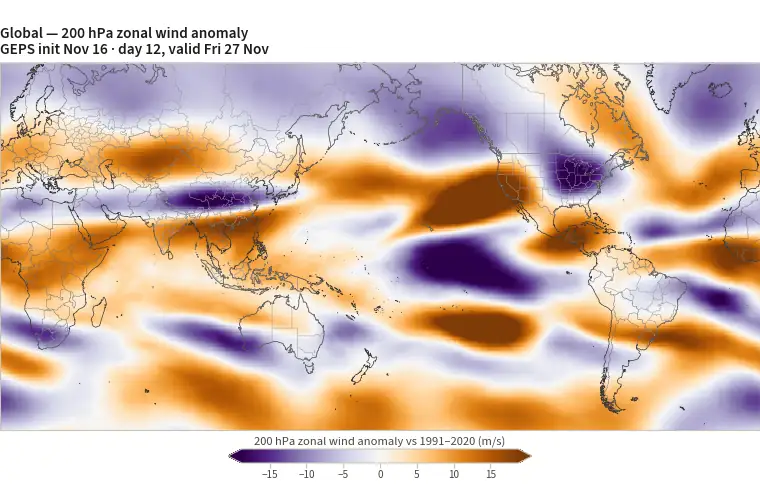 Global — 200 hPa zonal wind anomaly
GEPS init Nov 16 · day 12, valid Fri 27 Nov
200 hPa zonal wind anomaly vs 1991–2020 (m/s)
−15 −10 −5 0 5 10 15